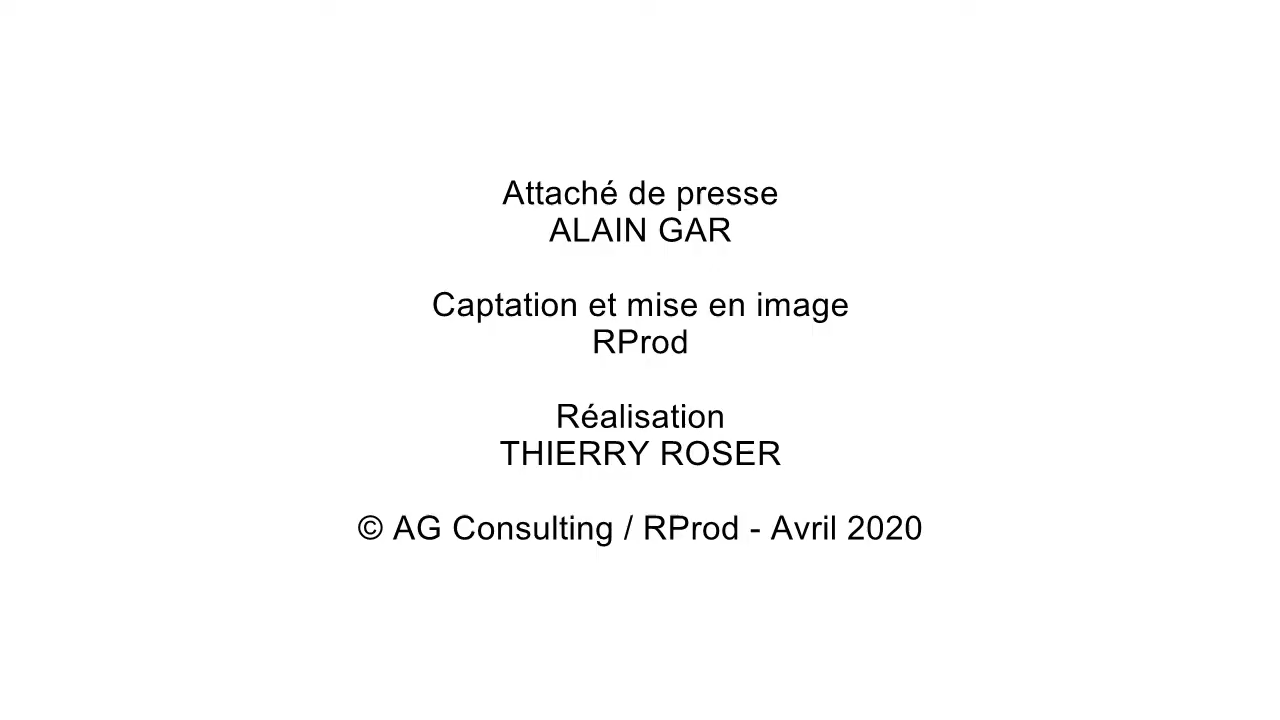 Attaché de presse
ALAIN GAR
Captation et mise en image
RProd
Réalisation
THIERRY ROSER
© AG Consulting / RProd - Avril 2020